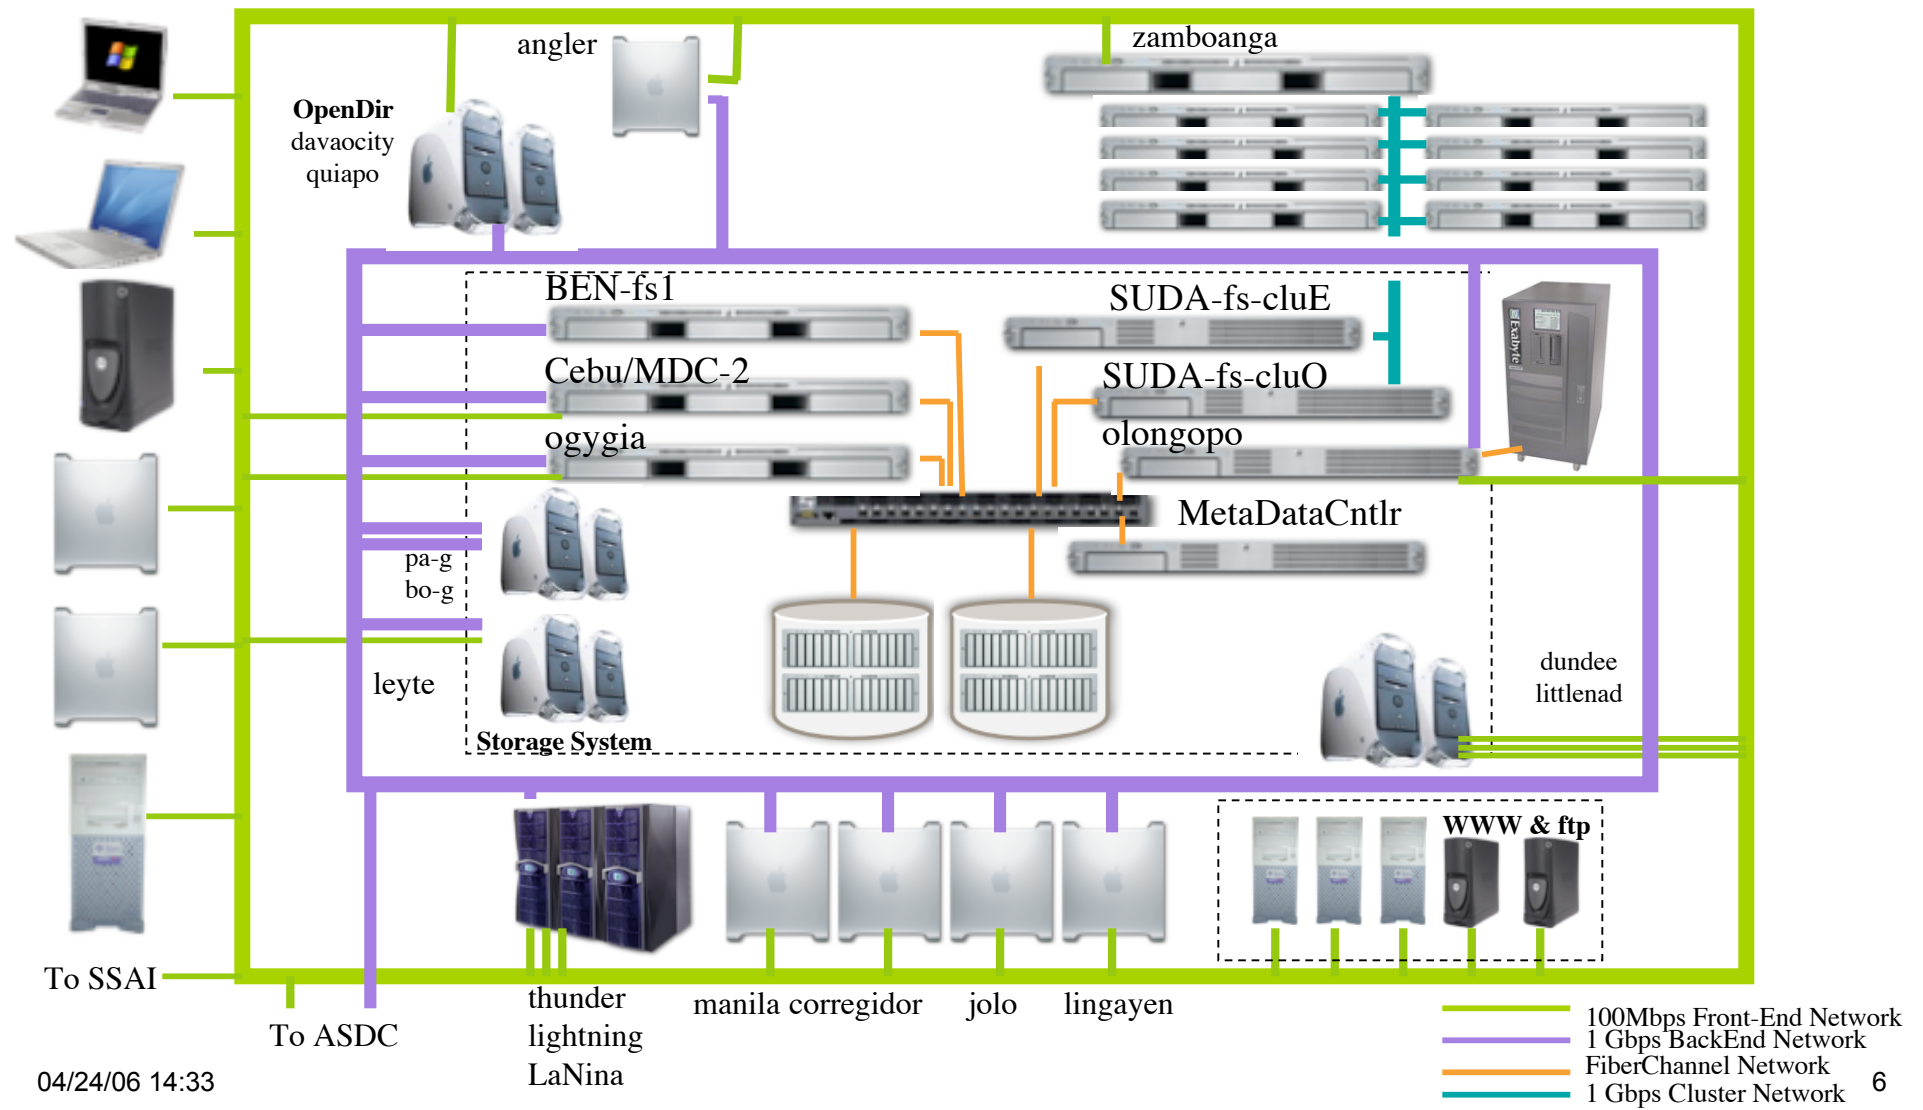 angler
zamboanga
OpenDir
davaocity
quiapo
BEN-fs1
SUDA-fs-cluE
Exabyte
Cebu/MDC-2
SUDA-fs-cluO
ogygia
olongopo
MetaDataCntlr
pa-g
bo-g
leyte
dundee
littlenad
Storage System
WWW & ftp
To SSAI
To ASDC
thunder
lightning
LaNina
manila corregidor
jolo
lingayen
100Mbps Front-End Network
1 Gbps BackEnd Network
FiberChannel Network
1 Gbps Cluster Network
04/24/06 14:33
6